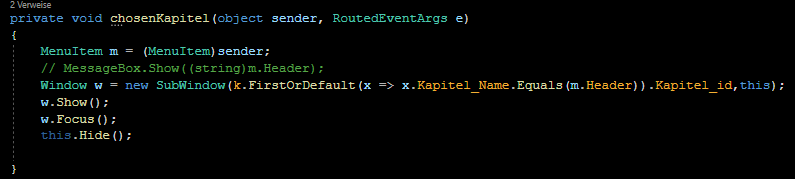 2 Verweise
private void chosenKapitel(object sender, RoutedEventArgs e)
{
MenuItem m = (MenuItem)sender;
// MessageBox.Show((string)m.Header);
Window w = new SubWindow(k.FirstOrDefault(x => x.Kapitel_Name.Equals(m.Header)).Kapitel_id,this);
w.Show();
w.Focus();
this.Hide();
}